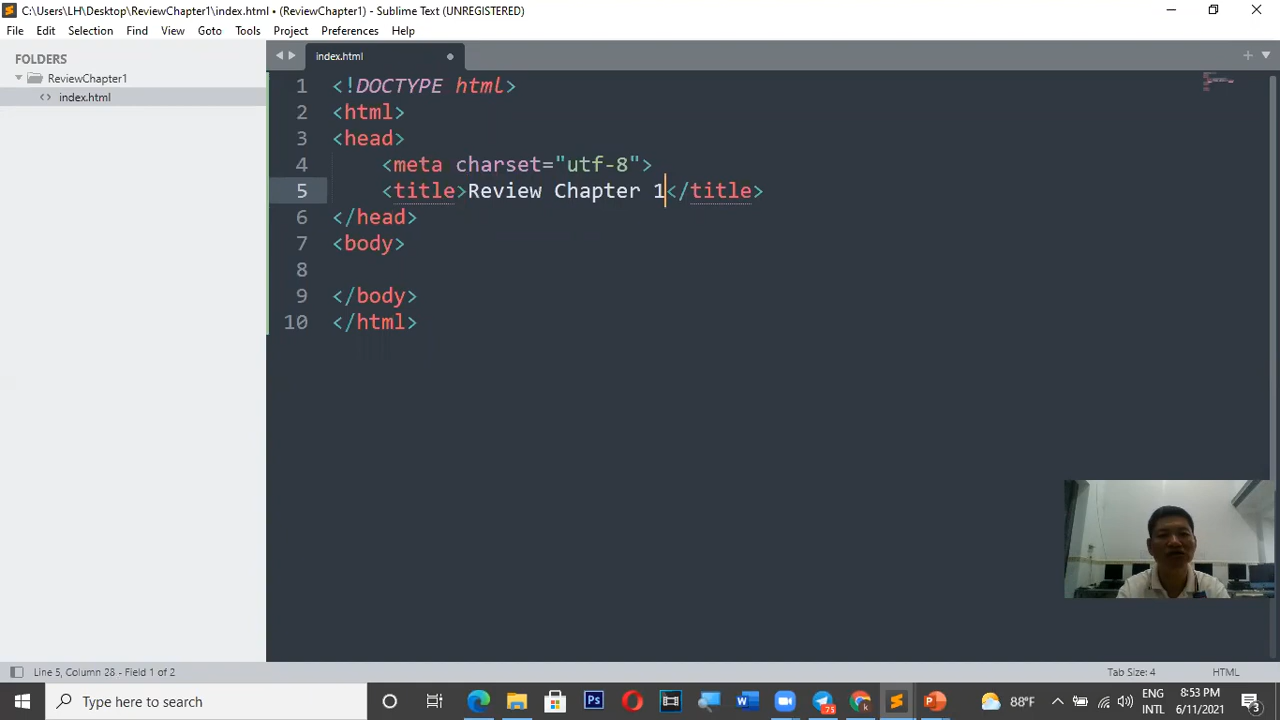 C:\Users\LH\Desktop\ReviewChapter1\index.html • (ReviewChapter1) - Sublime Text (UNREGISTERED)
File Edit Selection Find View Goto Tools Project Preferences Help
FOLDERS
ReviewChapter1
<> index.html
index.html
1 <!DOCTYPE html>
2 <html>
3 <head>
4 <meta charset="utf-8">
5 <title>Review Chapter 1</title>
6 </head>
7 <body>
8
9 </body>
10 </html>
Line 5, Column 28 - Field 1 of 2
Tab Size: 4
HTML
Type here to search
Ps
W
75
88°F
ENG
INTL
8:53 PM
6/11/2021
3